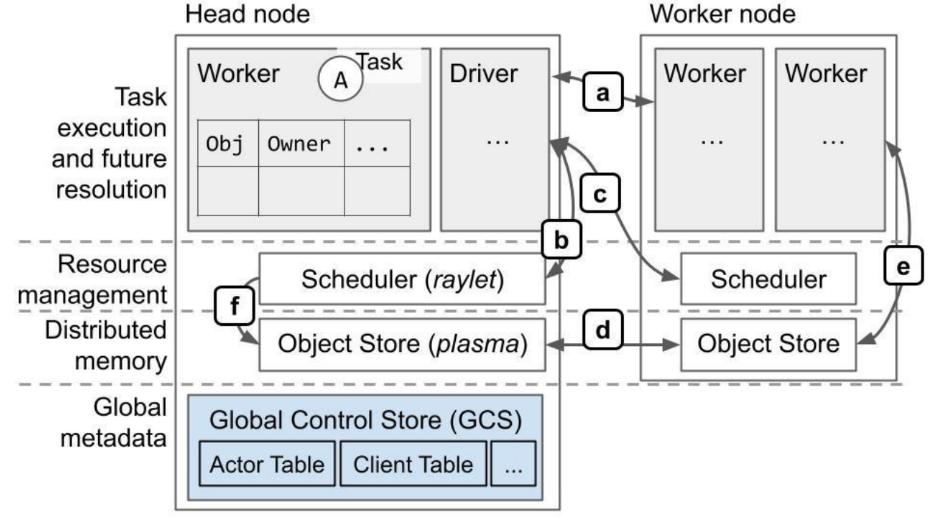 Head node
Worker node
Task
execution
and future
resolution
Worker
Task
A
Obj
Owner
...
Driver
...
a
Worker
...
Worker
...
c
b
e
Resource
management
Scheduler (raylet)
Scheduler
f
Distributed
memory
Object Store (plasma)
d
Object Store
Global
metadata
Global Control Store (GCS)
Actor Table
Client Table
...